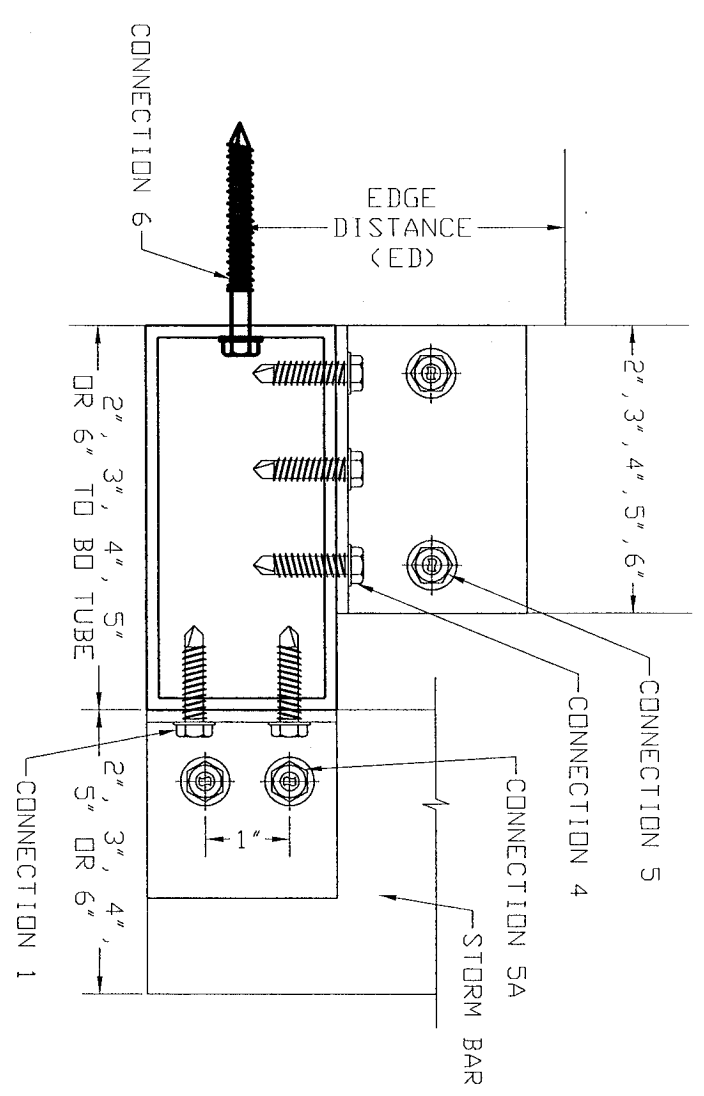 CONNECTION 6
EDGE
DISTANCE
(ED)
2", 3", 4", 5", 6"
2", 3", 4", 5"
OR 6" TO BO TUBE
CONNECTION 5
CONNECTION 4
CONNECTION 5A
1"
2", 3", 4",
5" OR 6"
CONNECTION 1
STORM BAR